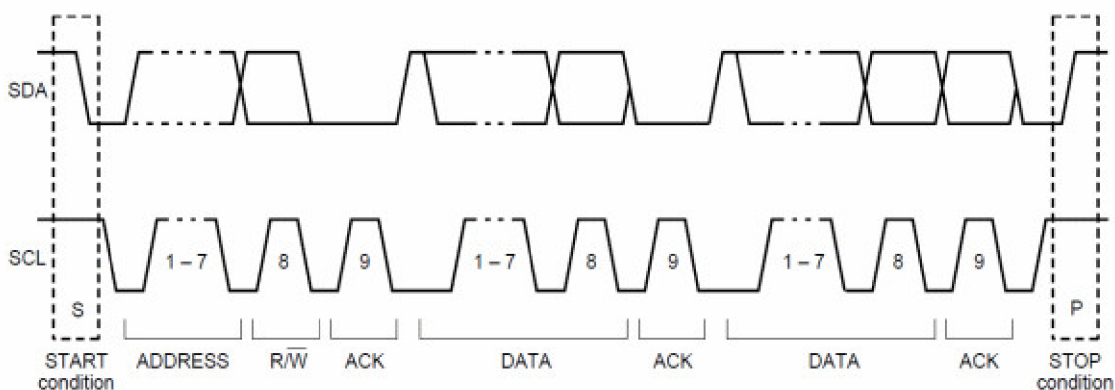 SDA
SCL
1 – 7 8 9 1 – 7 8 9 1 – 7 8 9
S P
START condition ADDRESS R/W̅ ACK DATA ACK DATA ACK STOP condition